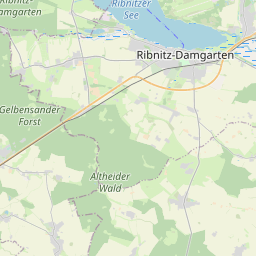 Ribnitz-
Damgarten
Ribnitzer
See
Ribnitz-Damgarten
Gelbensander
Forst
Altheider
Wald